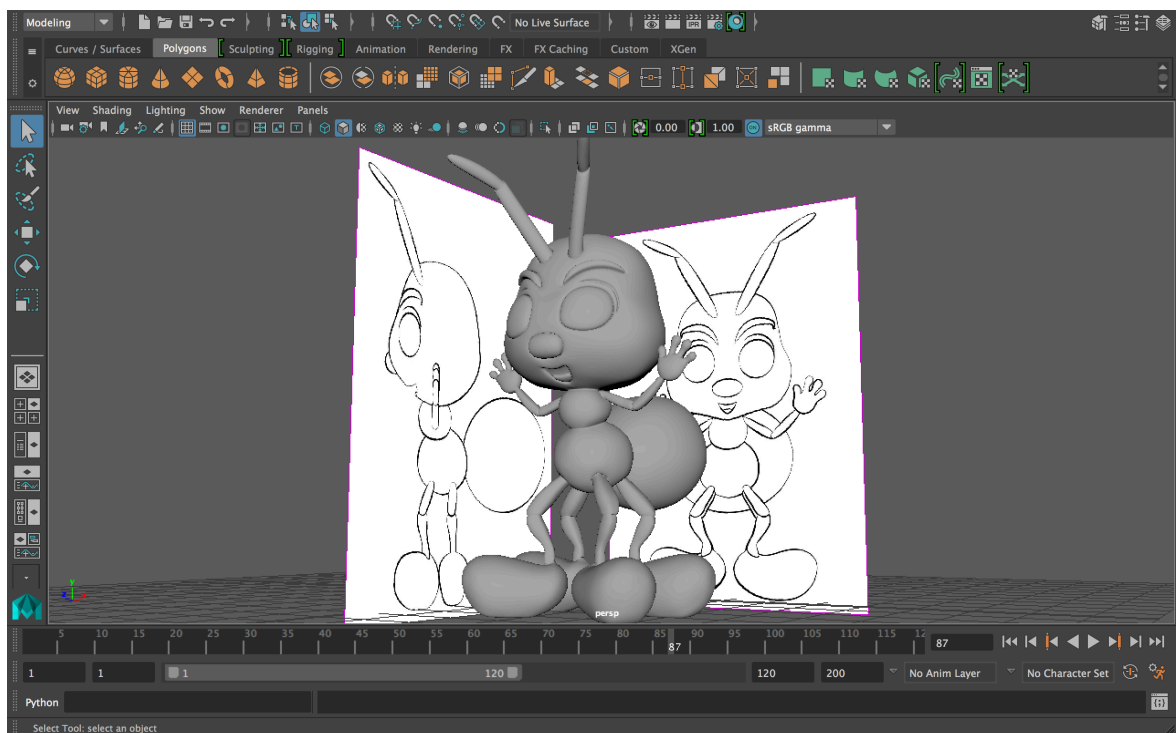 Modeling No Live Surface IPR
Curves / Surfaces Polygons Sculpting Rigging Animation Rendering FX FX Caching Custom XGen
View Shading Lighting Show Renderer Panels
0.00 1.00 ON sRGB gamma
y
z x
persp
5 10 15 20 25 30 35 40 45 50 55 60 65 70 75 80 85 90 95 100 105 110 115 12 87
87
1 1 1 120 120 200 No Anim Layer No Character Set
Python
Select Tool: select an object